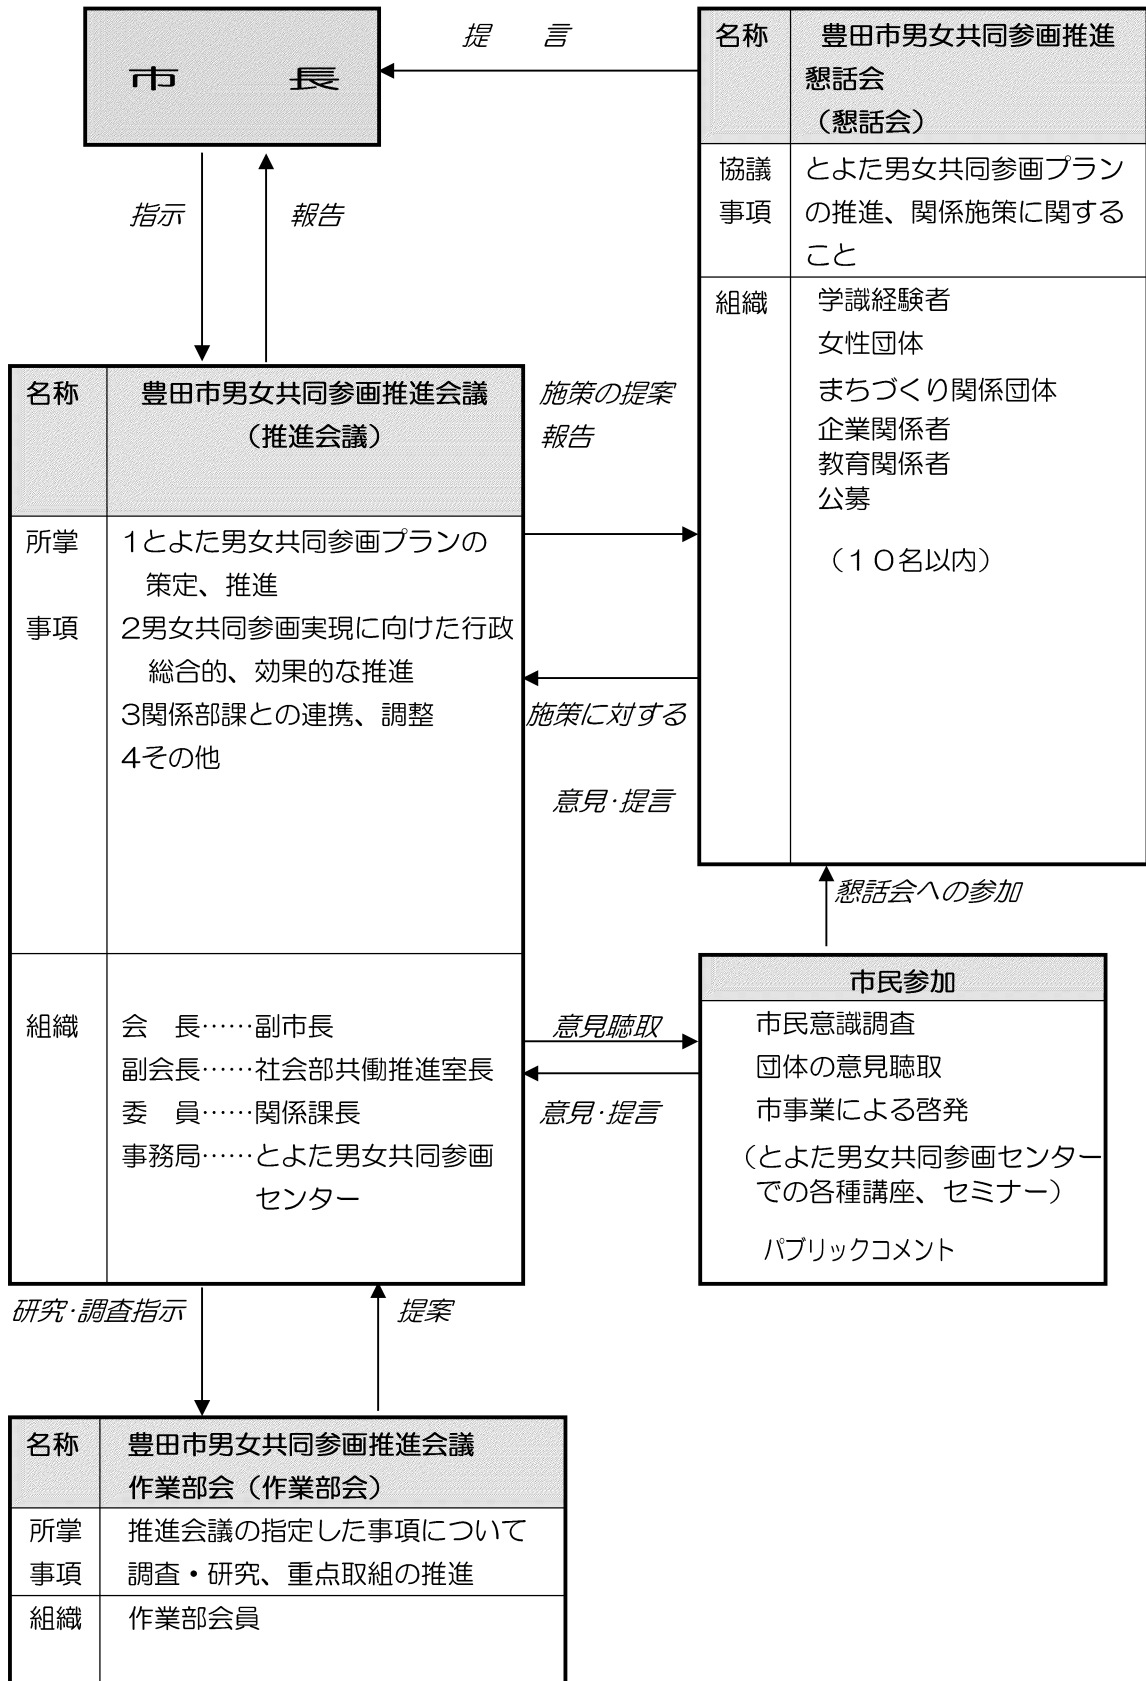 市　　長
提　　言
指示
報告
名称　豊田市男女共同参画推進
懇話会
（懇話会）
協議　とよた男女共同参画プラン
事項　の推進、関係施策に関する
こと
組織　学識経験者
女性団体
まちづくり関係団体
企業関係者
教育関係者
公募
（１０名以内）
名称　豊田市男女共同参画推進会議
（推進会議）
所掌　1とよた男女共同参画プランの
策定、推進
事項　2男女共同参画実現に向けた行政
総合的、効果的な推進
3関係部課との連携、調整
4その他
組織　会　長……副市長
副会長……社会部共働推進室長
委　員……関係課長
事務局……とよた男女共同参画
センター
施策の提案
報告
施策に対する
意見･提言
懇話会への参加
意見聴取
意見･提言
市民参加
市民意識調査
団体の意見聴取
市事業による啓発
（とよた男女共同参画センター
での各種講座、セミナー）
パブリックコメント
研究･調査指示
提案
名称　豊田市男女共同参画推進会議
作業部会（作業部会）
所掌　推進会議の指定した事項について
事項　調査・研究、重点取組の推進
組織　作業部会員